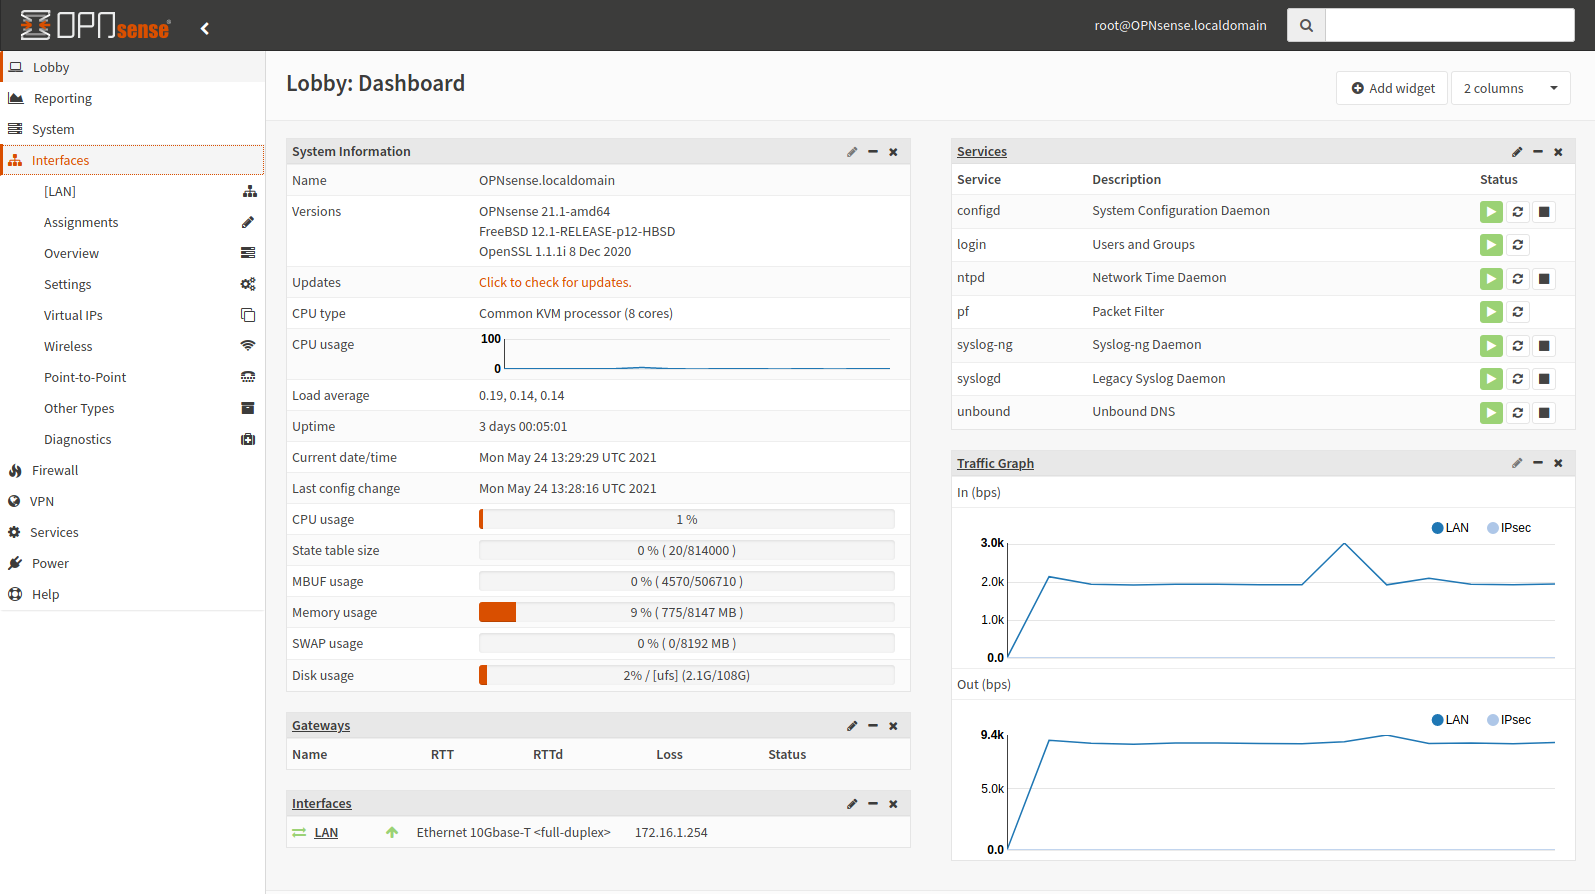 OPNsense
root@OPNsense.localdomain
Lobby
Reporting
System
Interfaces
[LAN]
Assignments
Overview
Settings
Virtual IPs
Wireless
Point-to-Point
Other Types
Diagnostics
Firewall
VPN
Services
Power
Help
Lobby: Dashboard
Add widget
2 columns
System Information
Name OPNsense.localdomain
Versions OPNsense 21.1-amd64
FreeBSD 12.1-RELEASE-p12-HBSD
OpenSSL 1.1.1i 8 Dec 2020
Updates Click to check for updates.
CPU type Common KVM processor (8 cores)
CPU usage 100
0
Load average 0.19, 0.14, 0.14
Uptime 3 days 00:05:01
Current date/time Mon May 24 13:29:29 UTC 2021
Last config change Mon May 24 13:28:16 UTC 2021
CPU usage 1 %
State table size 0 % ( 20/814000 )
MBUF usage 0 % ( 4570/506710 )
Memory usage 9 % ( 775/8147 MB )
SWAP usage 0 % ( 0/8192 MB )
Disk usage 2% / [ufs] (2.1G/108G)
Gateways
Name RTT RTTd Loss Status
Interfaces
LAN Ethernet 10Gbase-T <full-duplex> 172.16.1.254
Services
Service Description Status
configd System Configuration Daemon
login Users and Groups
ntpd Network Time Daemon
pf Packet Filter
syslog-ng Syslog-ng Daemon
syslogd Legacy Syslog Daemon
unbound Unbound DNS
Traffic Graph
In (bps)
LAN IPsec
3.0k
2.0k
1.0k
0.0
Out (bps)
LAN IPsec
9.4k
5.0k
0.0